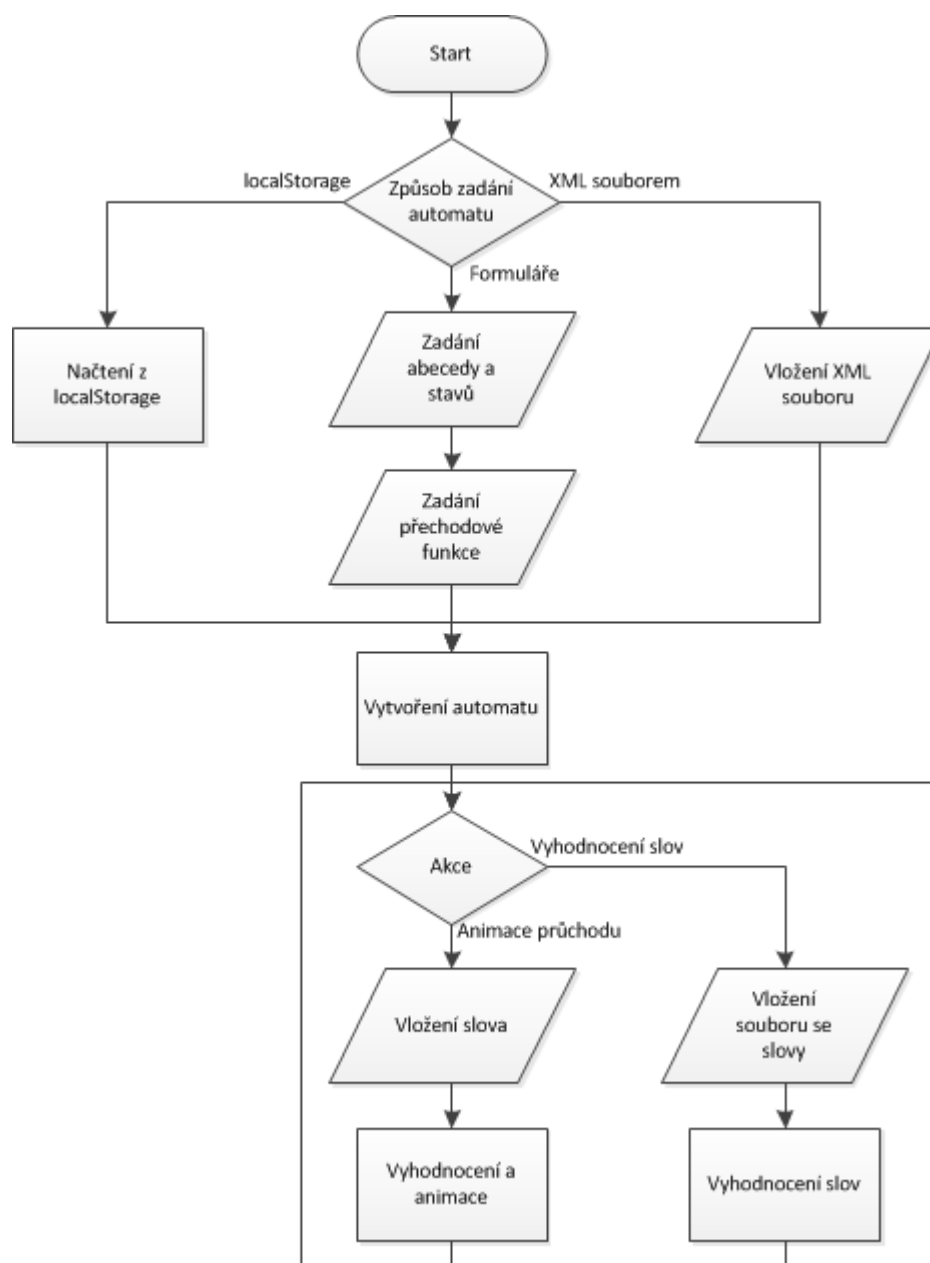 Start
localStorage
Způsob zadání
automatu
XML souborem
Formuláře
Načtení z
localStorage
Zadání
abecedy a
stavů
Vložení XML
souboru
Zadání
přechodové
funkce
Vytvoření automatu
Akce
Vyhodnocení slov
Animace průchodu
Vložení slova
Vložení
souboru se
slovy
Vyhodnocení a
animace
Vyhodnocení slov